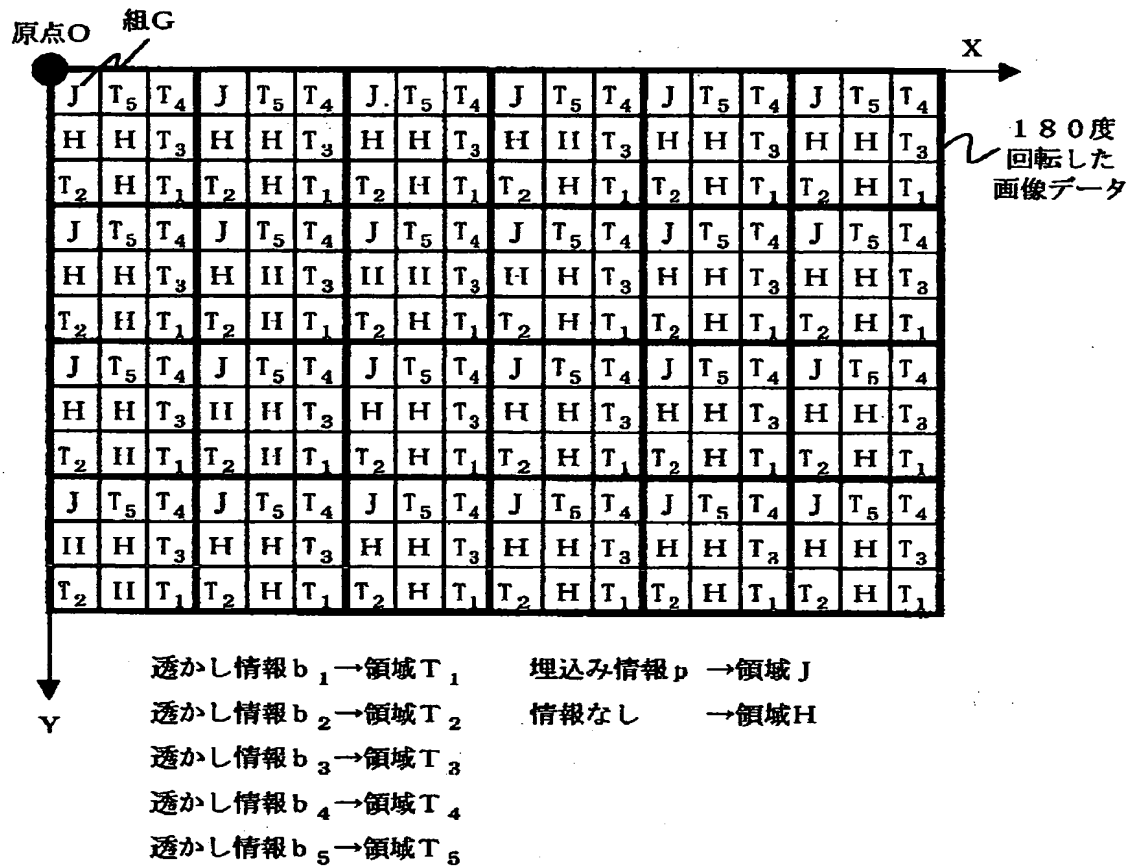 原点O 組G
X
J T₅ T₄ J T₅ T₄ J T₅ T₄ J T₅ T₄ J T₅ T₄ J T₅ T₄
H H T₃ H H T₃ H H T₃ H H T₃ H H T₃ H H T₃
T₂ H T₁ T₂ H T₁ T₂ H T₁ T₂ H T₁ T₂ H T₁ T₂ H T₁
J T₅ T₄ J T₅ T₄ J T₅ T₄ J T₅ T₄ J T₅ T₄ J T₅ T₄
H H T₃ H H T₃ H H T₃ H H T₃ H H T₃ H H T₃
T₂ H T₁ T₂ H T₁ T₂ H T₁ T₂ H T₁ T₂ H T₁ T₂ H T₁
J T₅ T₄ J T₅ T₄ J T₅ T₄ J T₅ T₄ J T₅ T₄ J T₅ T₄
H H T₃ H H T₃ H H T₃ H H T₃ H H T₃ H H T₃
T₂ H T₁ T₂ H T₁ T₂ H T₁ T₂ H T₁ T₂ H T₁ T₂ H T₁
J T₅ T₄ J T₅ T₄ J T₅ T₄ J T₅ T₄ J T₅ T₄ J T₅ T₄
H H T₃ H H T₃ H H T₃ H H T₃ H H T₃ H H T₃
T₂ H T₁ T₂ H T₁ T₂ H T₁ T₂ H T₁ T₂ H T₁ T₂ H T₁
180度
回転した
画像データ
Y
透かし情報b₁→領域T₁ 埋込み情報p →領域J
透かし情報b₂→領域T₂ 情報なし →領域H
透かし情報b₃→領域T₃
透かし情報b₄→領域T₄
透かし情報b₅→領域T₅